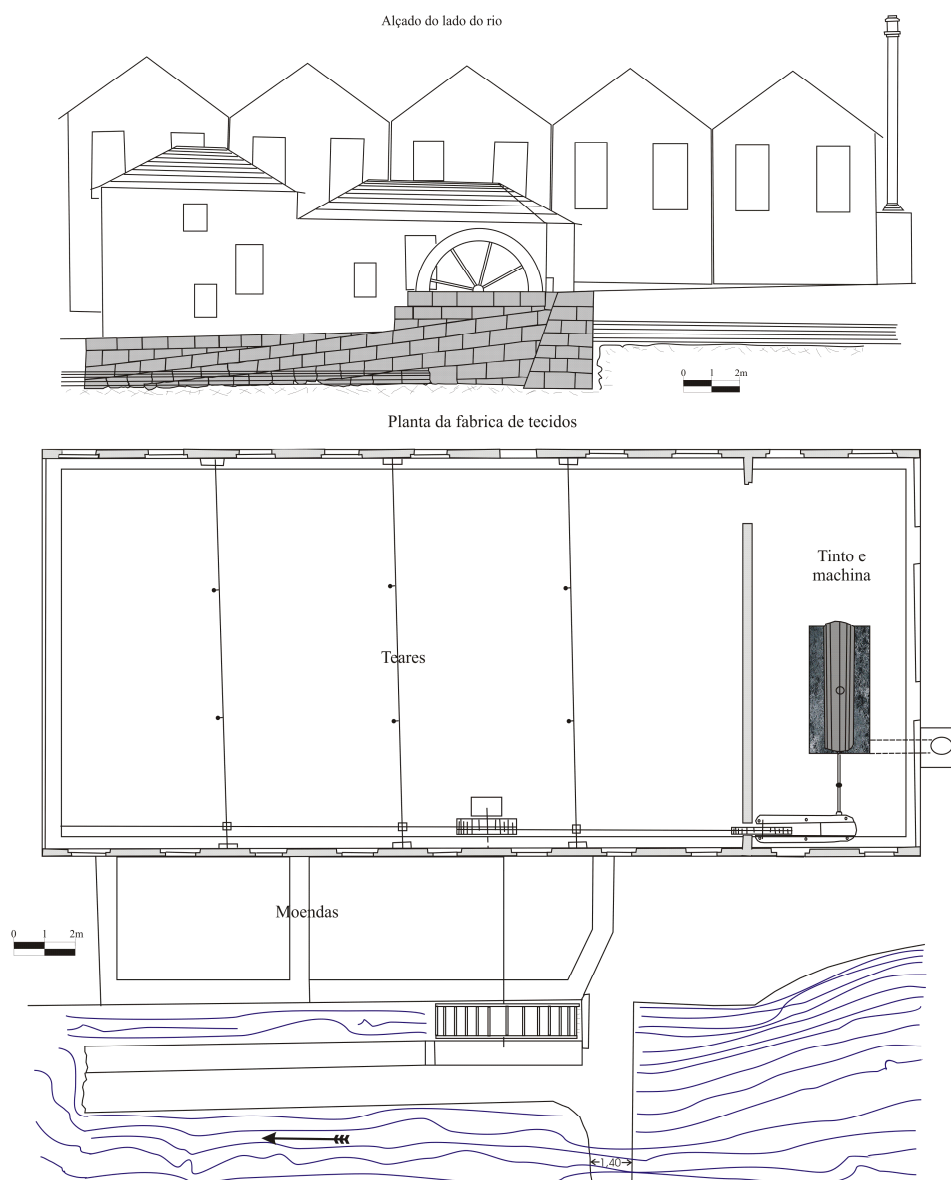 Alçado do lado do rio
0 1 2m
Planta da fabrica de tecidos
Tinto e
machina
Teares
Moendas
0 1 2m
1,40